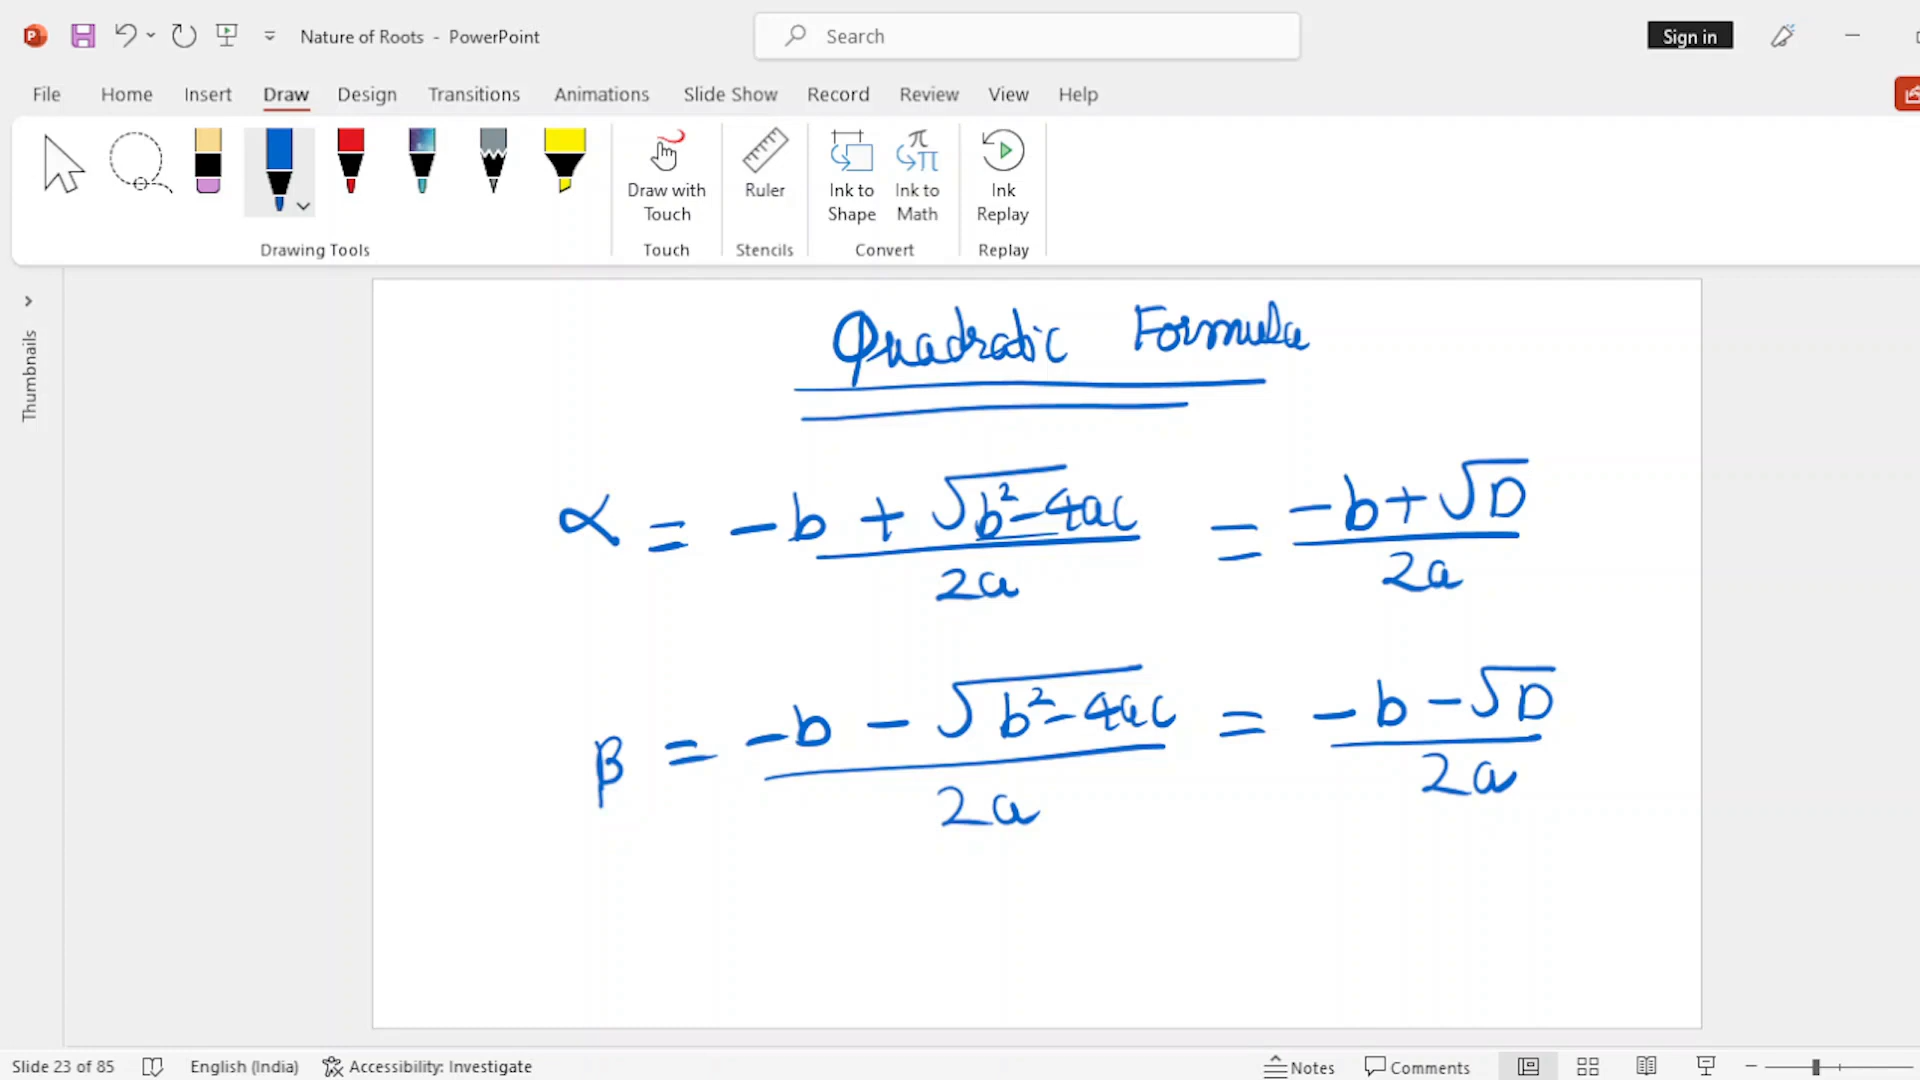 Nature of Roots - PowerPoint
Search
Sign in
File Home Insert Draw Design Transitions Animations Slide Show Record Review View Help
Draw with Touch
Ruler
Ink to Shape
Ink to Math
Ink Replay
Drawing Tools Touch Stencils Convert Replay
Thumbnails
Quadratic Formula
α = -b + √(b²-4ac) / 2a = -b + √D / 2a
β = -b - √(b²-4ac) / 2a = -b - √D / 2a
Slide 23 of 85 English (India) Accessibility: Investigate Notes Comments